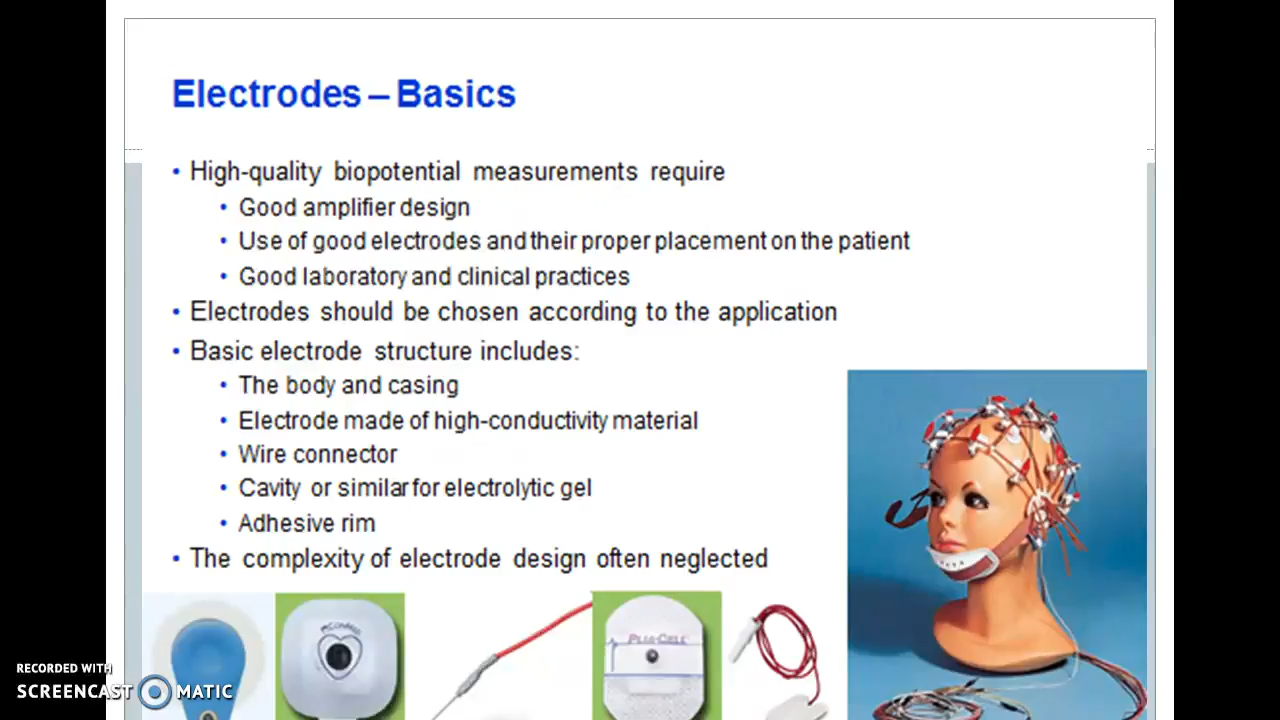 Electrodes – Basics
• High-quality biopotential measurements require
• Good amplifier design
• Use of good electrodes and their proper placement on the patient
• Good laboratory and clinical practices
• Electrodes should be chosen according to the application
• Basic electrode structure includes:
• The body and casing
• Electrode made of high-conductivity material
• Wire connector
• Cavity or similar for electrolytic gel
• Adhesive rim
• The complexity of electrode design often neglected
RECORDED WITH
SCREENCAST MATIC